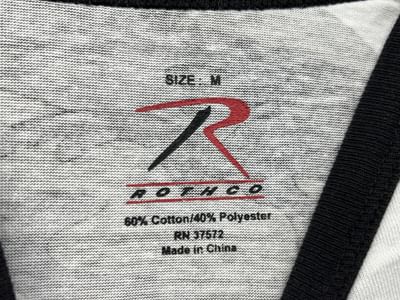 SIZE: M
R
ROTHCO
60% Cotton/40% Polyester
RN 37572
Made in China